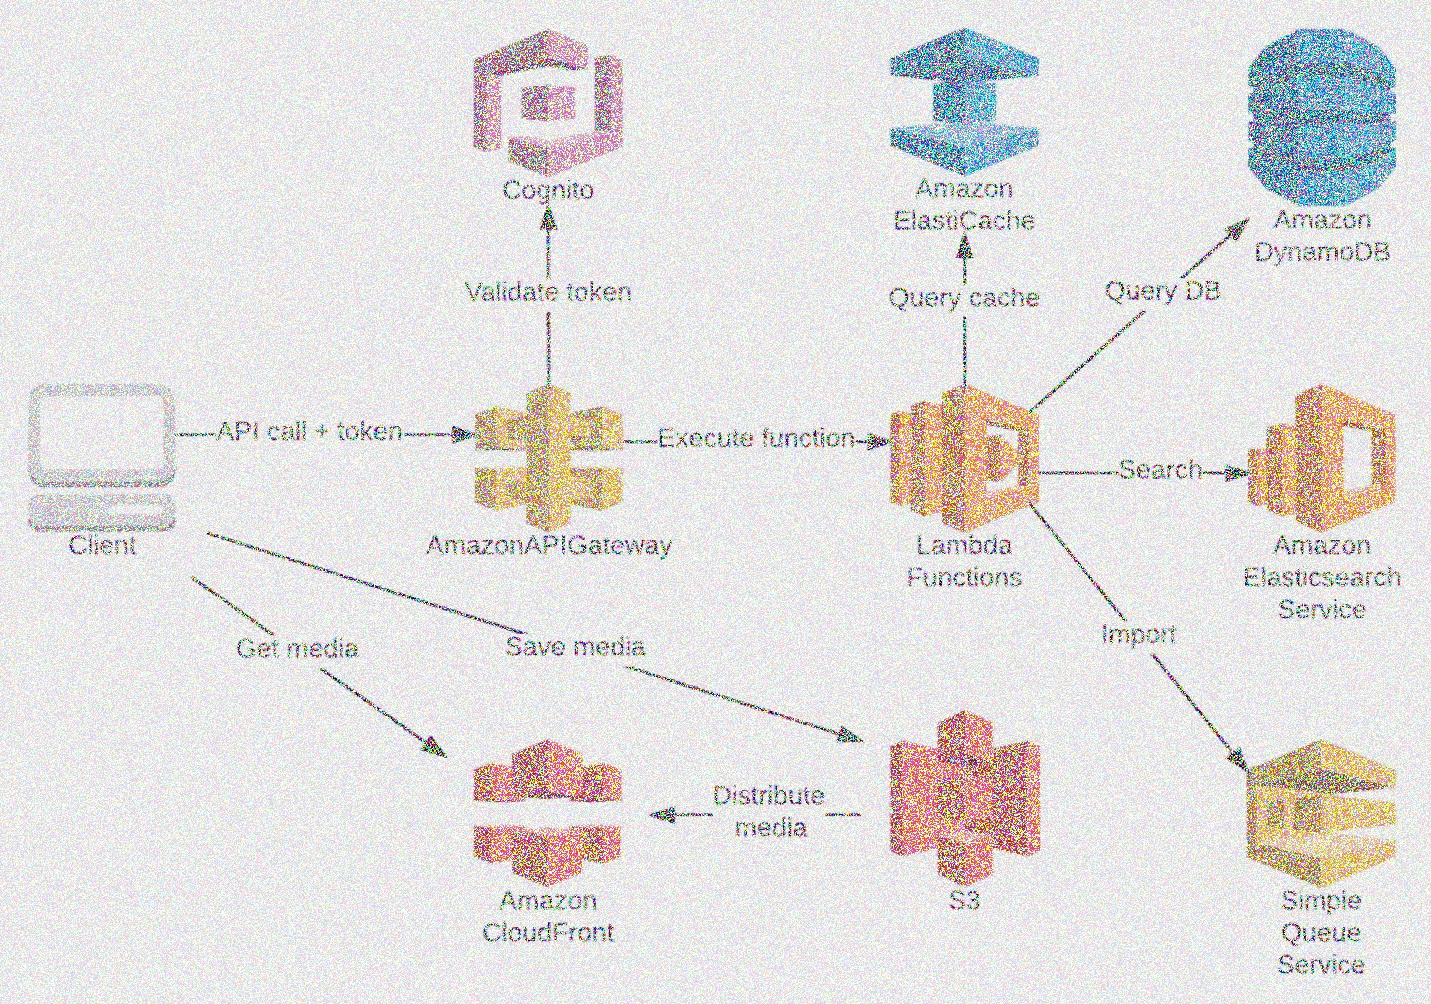 Cognito
Amazon
ElastiCache
Amazon
DynamoDB
Validate token
Query cache
Query DB
Client
API call + token
AmazonAPIGateway
Execute function
Lambda
Functions
Search
Amazon
Elasticsearch
Service
Get media
Save media
Import
Distribute
media
Amazon
CloudFront
S3
Simple
Queue
Service